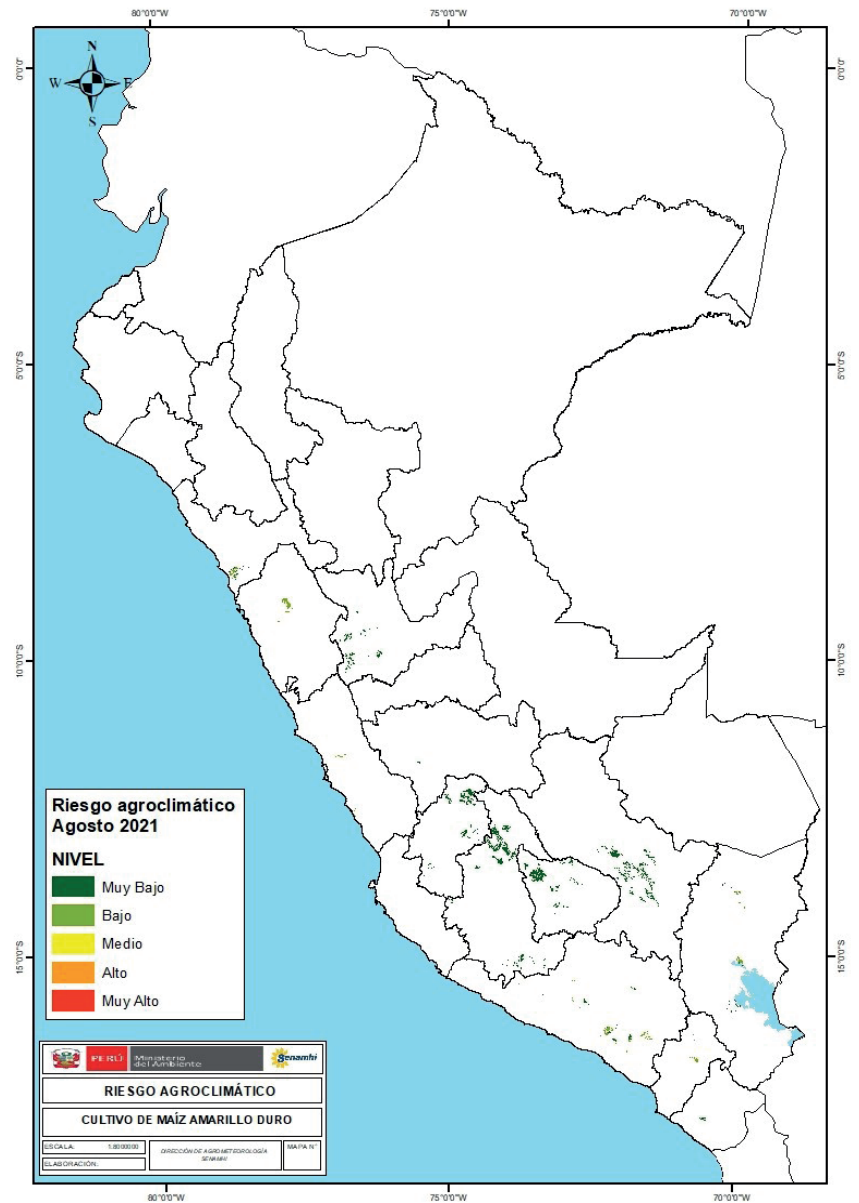 80°0'0"W 75°0'0"W 70°0'0"W
N
W E
S
0°0'0"
0°0'0"
5°0'0"S
5°0'0"S
10°0'0"S
10°0'0"S
15°0'0"S
15°0'0"S
Riesgo agroclimático
Agosto 2021
NIVEL
Muy Bajo
Bajo
Medio
Alto
Muy Alto
PERÚ
Ministerio
del Ambiente
Senamhi
RIESGO AGROCLIMÁTICO
CULTIVO DE MAÍZ AMARILLO DURO
ESCALA: 1:8000000
ELABORACIÓN:
DIRECCIÓN DE AGROMETEOROLOGÍA
SENAMHI
MAPA N°
80°0'0"W 75°0'0"W 70°0'0"W